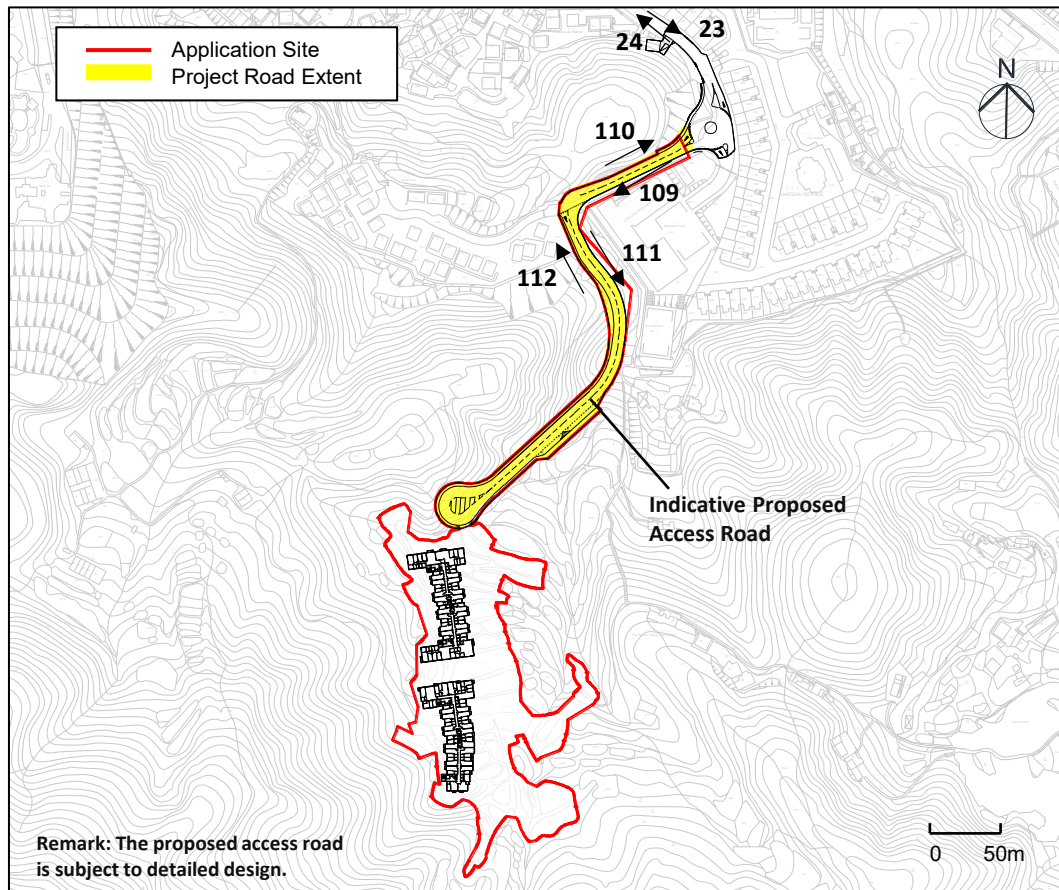 Application Site
Project Road Extent
23
24
N
110
109
111
112
Indicative Proposed
Access Road
Remark: The proposed access road
is subject to detailed design.
0 50m